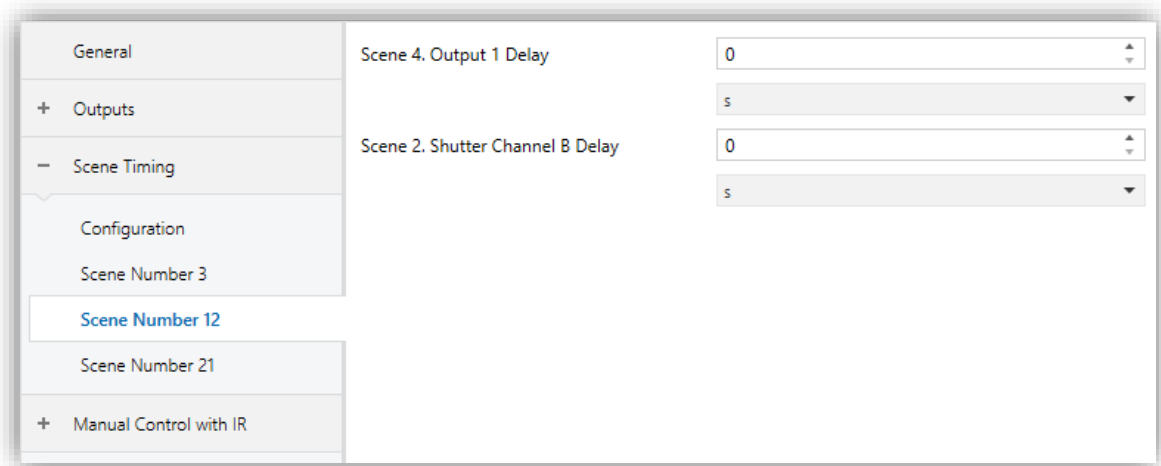 General
+ Outputs
− Scene Timing
Configuration
Scene Number 3
Scene Number 12
Scene Number 21
+ Manual Control with IR
Scene 4. Output 1 Delay
0
s
Scene 2. Shutter Channel B Delay
0
s